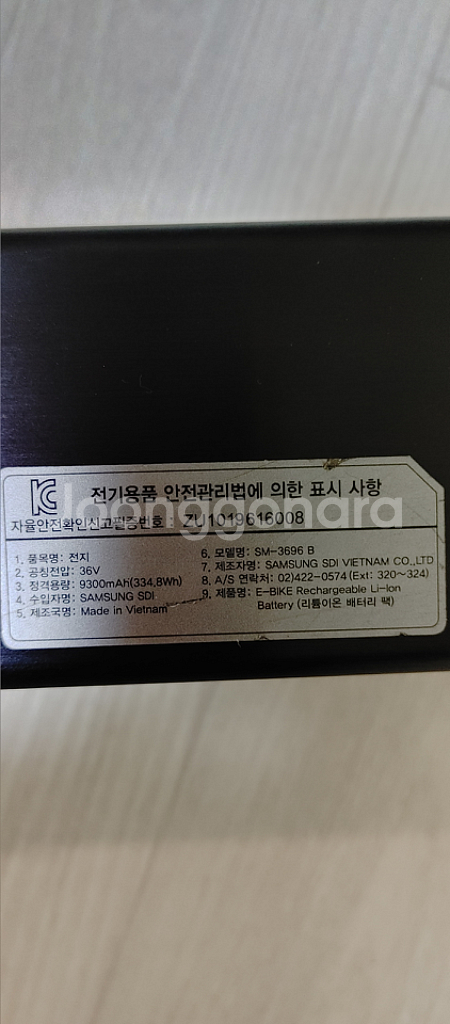 KC 전기용품 안전관리법에 의한 표시 사항
자율안전확인신고필증번호 ZU1019616008
joonggonara
1. 품목명: 전지
2. 공칭전압: 36V
3. 정격용량: 9300mAh(334,8Wh)
4. 수입자명: SAMSUNG SDI
5. 제조국명: Made in Vietnam
6. 모델명: SM-3696 B
7. 제조자명: SAMSUNG SDI VIETNAM CO.,LTD
8. A/S 연락처: 02)422-0574(Ext: 320~324)
9. 제품명: E-BIKE Rechargeable Li-Ion
Battery (리튬이온 배터리 팩)